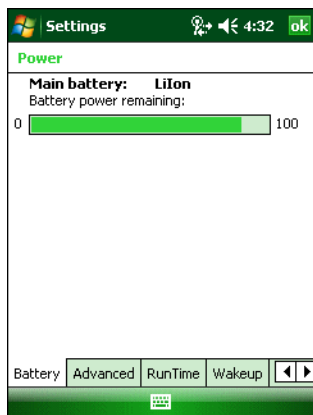 Settings 4:32 ok
Power
Main battery: LiIon
Battery power remaining:
0 100
Battery Advanced RunTime Wakeup